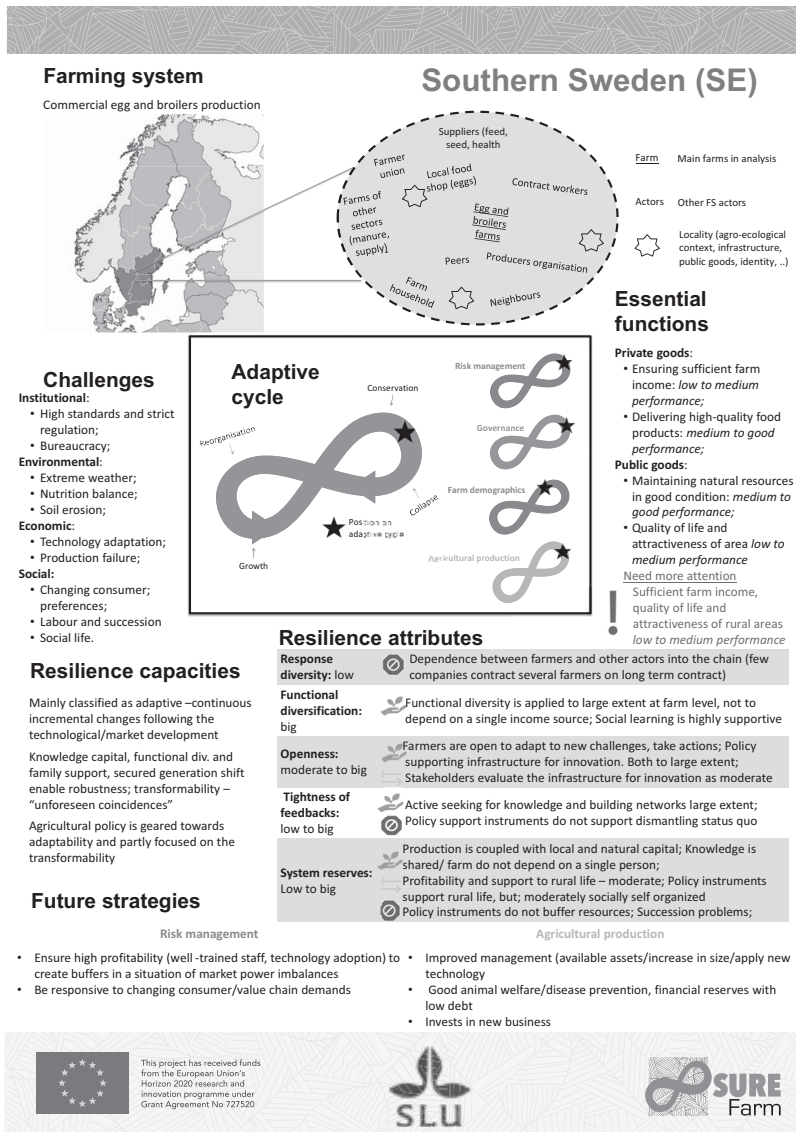 Farming system
Southern Sweden (SE)
Commercial egg and broilers production
Suppliers (feed,
seed, health
Farmer
union
Local food
shop (eggs)
Contract workers
Farms of
other
sectors
(manure,
supply)
Egg and
broilers
farms
Peers
Producers organisation
Farm
household
Neighbours
Farm
Main farms in analysis
Actors
Other FS actors
Locality (agro-ecological
context, infrastructure,
public goods, identity, ..)
Essential
functions
Private goods:
• Ensuring sufficient farm
income: low to medium
performance;
• Delivering high-quality food
products: medium to good
performance;
Public goods:
• Maintaining natural resources
in good condition: medium to
good performance;
• Quality of life and
attractiveness of area low to
medium performance
Need more attention
! Sufficient farm income,
quality of life and
attractiveness of rural areas
low to medium performance
Challenges
Institutional:
• High standards and strict
regulation;
• Bureaucracy;
Environmental:
• Extreme weather;
• Nutrition balance;
• Soil erosion;
Economic:
• Technology adaptation;
• Production failure;
Social:
• Changing consumer;
preferences;
• Labour and succession
• Social life.
Adaptive
cycle
Conservation
Reorganisation
Collapse
Position on
adaptive cycle
Growth
Risk management
Governance
Farm demographics
Agricultural production
Resilience capacities
Mainly classified as adaptive –continuous
incremental changes following the
technological/market development
Knowledge capital, functional div. and
family support, secured generation shift
enable robustness; transformability –
“unforeseen coincidences”
Agricultural policy is geared towards
adaptability and partly focused on the
transformability
Resilience attributes
Response
diversity: low
Dependence between farmers and other actors into the chain (few
companies contract several farmers on long term contract)
Functional
diversification:
big
Functional diversity is applied to large extent at farm level, not to
depend on a single income source; Social learning is highly supportive
Openness:
moderate to big
Farmers are open to adapt to new challenges, take actions; Policy
supporting infrastructure for innovation. Both to large extent;
Stakeholders evaluate the infrastructure for innovation as moderate
Tightness of
feedbacks:
low to big
Active seeking for knowledge and building networks large extent;
Policy support instruments do not support dismantling status quo
System reserves:
Low to big
Production is coupled with local and natural capital; Knowledge is
shared/ farm do not depend on a single person;
Profitability and support to rural life – moderate; Policy instruments
support rural life, but; moderately socially self organized
Policy instruments do not buffer resources; Succession problems;
Future strategies
Risk management
• Ensure high profitability (well -trained staff, technology adoption) to
create buffers in a situation of market power imbalances
• Be responsive to changing consumer/value chain demands
Agricultural production
• Improved management (available assets/increase in size/apply new
technology
• Good animal welfare/disease prevention, financial reserves with
low debt
• Invests in new business
This project has received funds
from the European Union’s
Horizon 2020 research and
innovation programme under
Grant Agreement No 727520
SLU
SURE
Farm